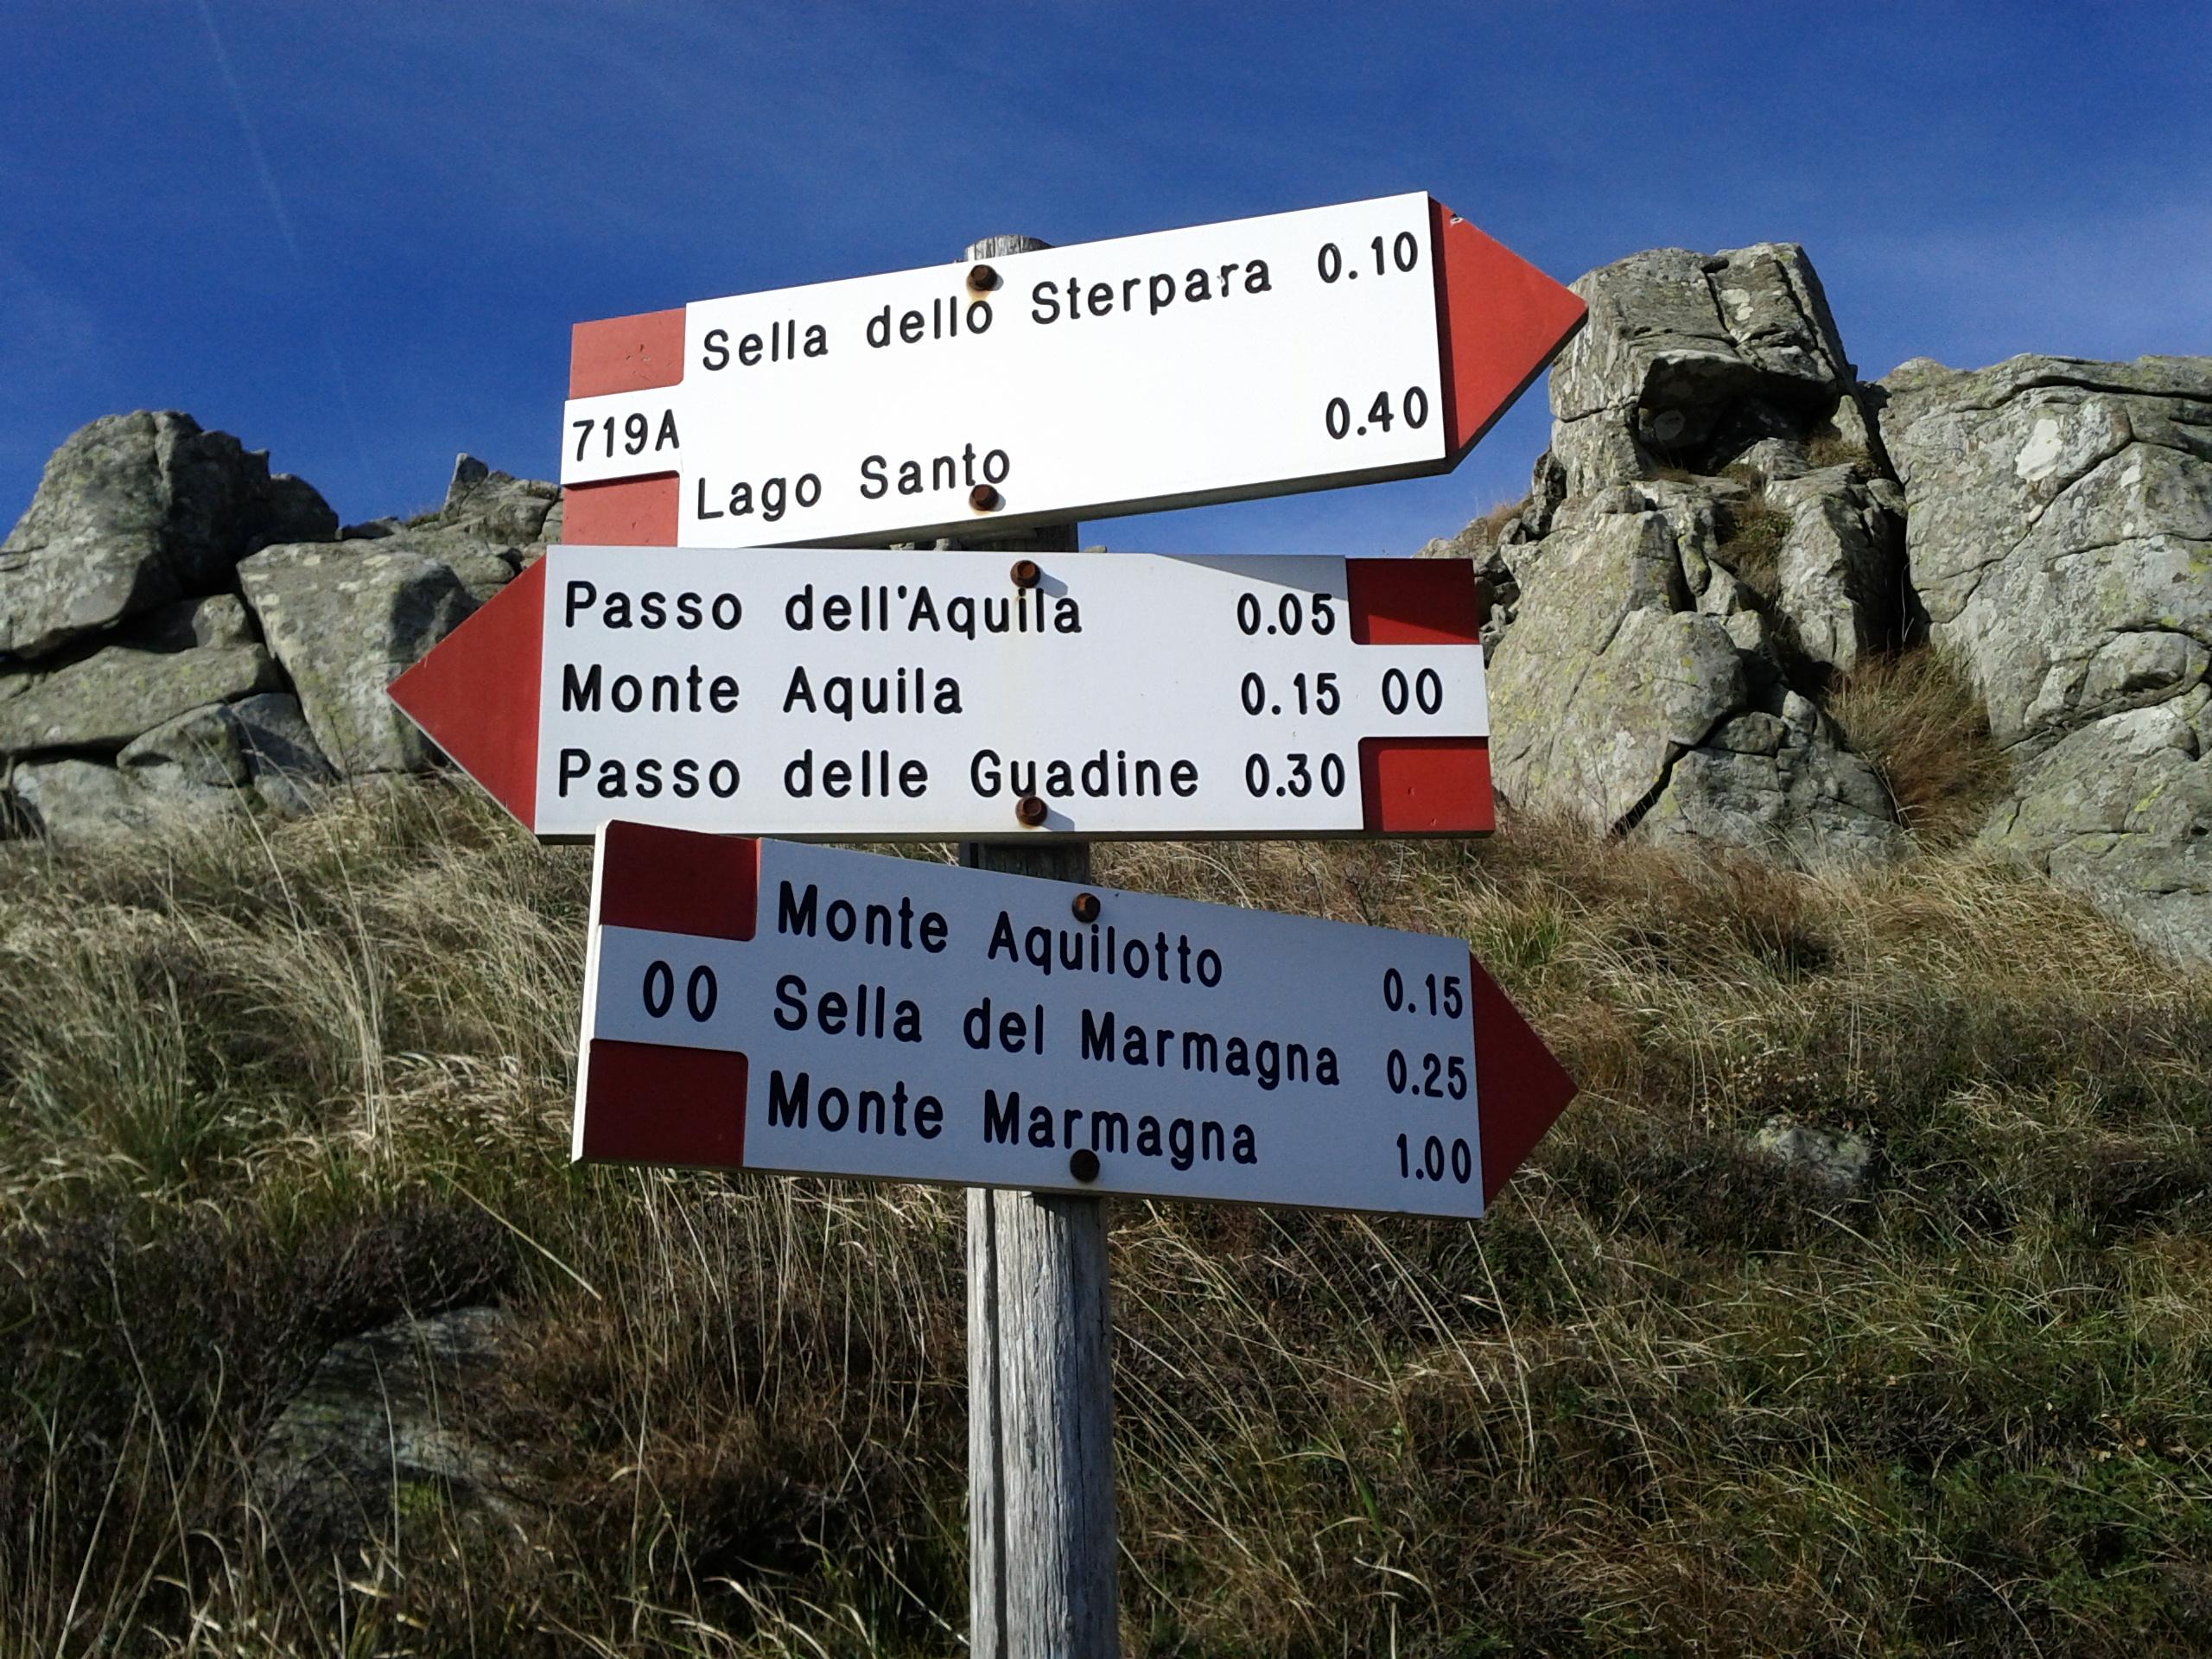 Sella dello Sterpara 0.10
719A
Lago Santo 0.40
Passo dell'Aquila 0.05
Monte Aquila 0.15 00
Passo delle Guadine 0.30
Monte Aquilotto 0.15
00 Sella del Marmagna 0.25
Monte Marmagna 1.00